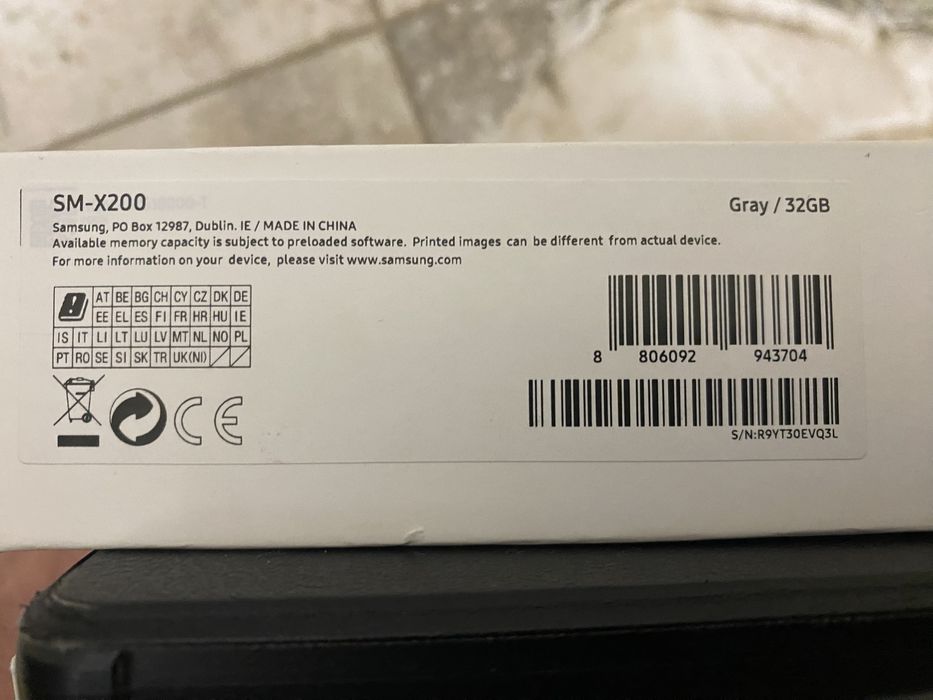 SM-X200
Gray / 32GB
Samsung, PO Box 12987, Dublin. IE / MADE IN CHINA
Available memory capacity is subject to preloaded software. Printed images can be different from actual device.
For more information on your device, please visit www.samsung.com
AT BE BG CH CY CZ DK DE
EE EL ES FI FR HR HU IE
IS IT LI LT LU LV MT NL NO PL
PT RO SE SI SK TR UK(NI)
8 806092 943704
CE
S/N:R9YT30EVQ3L